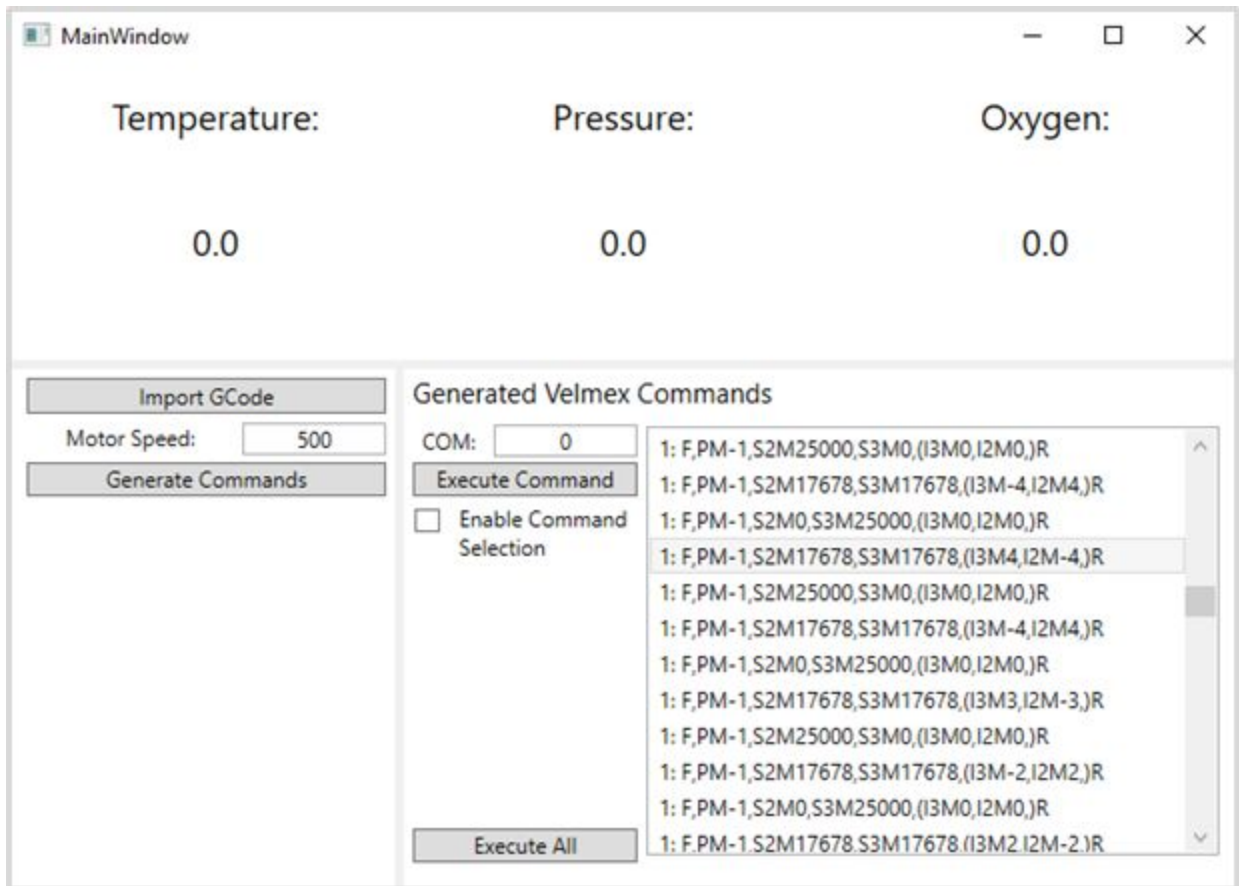 MainWindow
Temperature: Pressure: Oxygen:
0.0 0.0 0.0
Import GCode
Motor Speed: 500
Generate Commands
Generated Velmex Commands
COM: 0
Execute Command
Enable Command
Selection
Execute All
1: F,PM-1,S2M25000,S3M0,(I3M0,I2M0,)R
1: F,PM-1,S2M17678,S3M17678,(I3M-4,I2M4,)R
1: F,PM-1,S2M0,S3M25000,(I3M0,I2M0,)R
1: F,PM-1,S2M17678,S3M17678,(I3M4,I2M-4,)R
1: F,PM-1,S2M25000,S3M0,(I3M0,I2M0,)R
1: F,PM-1,S2M17678,S3M17678,(I3M-4,I2M4,)R
1: F,PM-1,S2M0,S3M25000,(I3M0,I2M0,)R
1: F,PM-1,S2M17678,S3M17678,(I3M3,I2M-3,)R
1: F,PM-1,S2M25000,S3M0,(I3M0,I2M0,)R
1: F,PM-1,S2M17678,S3M17678,(I3M-2,I2M2,)R
1: F,PM-1,S2M0,S3M25000,(I3M0,I2M0,)R
1: F,PM-1,S2M17678,S3M17678,(I3M2,I2M-2,)R